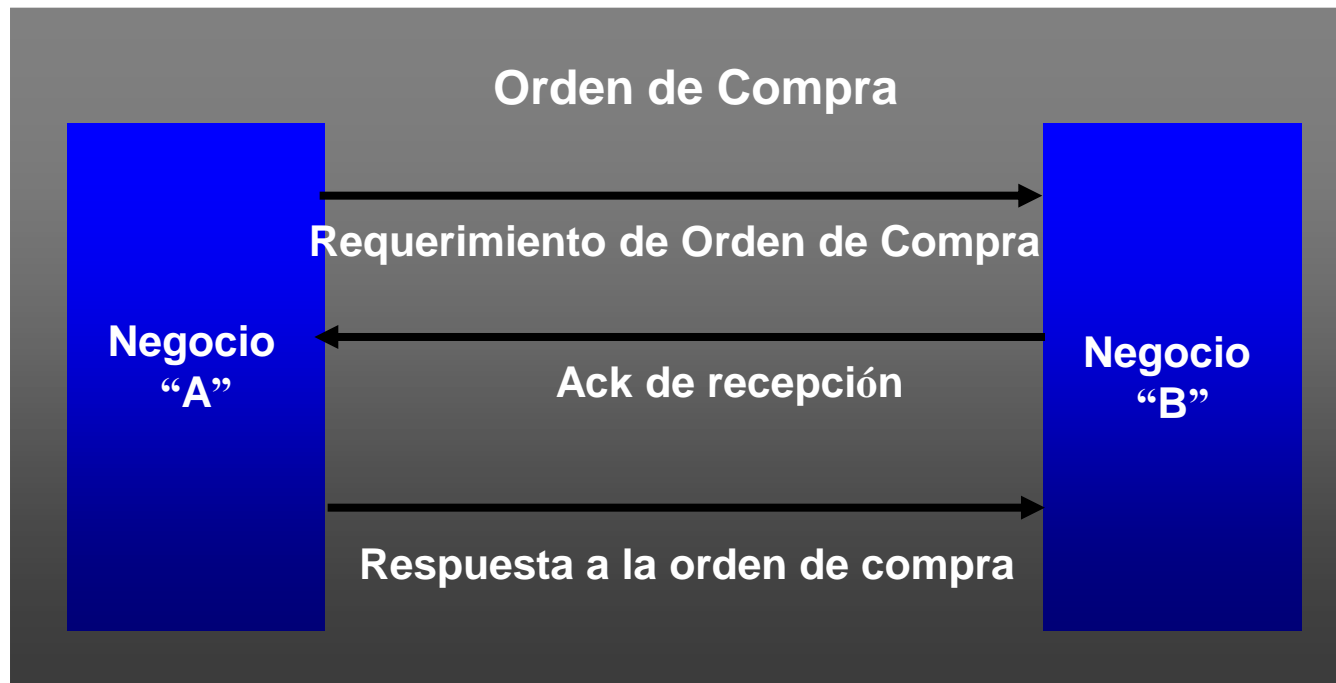 Orden de Compra
Requerimiento de Orden de Compra
Negocio
“A”
Ack de recepción
Negocio
“B”
Respuesta a la orden de compra